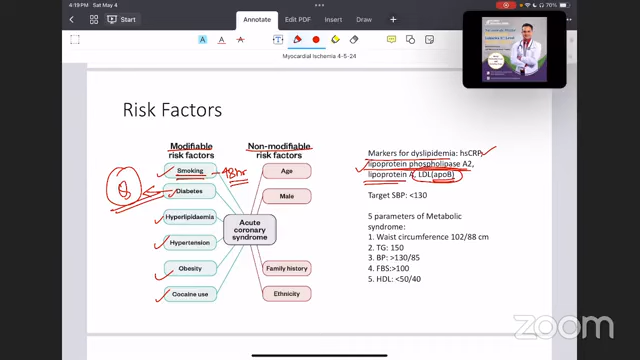 4:19 PM Sat May 4
70%
Start
Annotate
Edit PDF
Insert
Draw
Myocardial Ischemia 4-5-24
Risk Factors
Modifiable
risk factors
Non-modifiable
risk factors
Smoking
48hr
Diabetes
Hyperlipidaemia
Hypertension
Obesity
Cocaine use
Acute
coronary
syndrome
Age
Male
Family history
Ethnicity
Markers for dyslipidemia: hsCRP,
lipoprotein phospholipase A2,
lipoprotein A, LDL(apoB)
Target SBP: <130
5 parameters of Metabolic
syndrome:
1. Waist circumference 102/88 cm
2. TG: 150
3. BP: >130/85
4. FBS:>100
5. HDL: <50/40
zoom